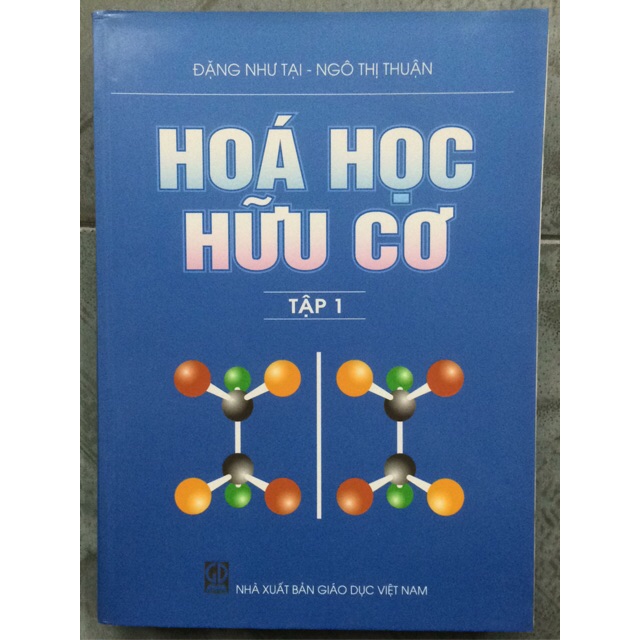 ĐẶNG NHƯ TẠI - NGÔ THỊ THUẬN
HOÁ HỌC
HỮU CƠ
TẬP 1
GD
NHÀ XUẤT BẢN GIÁO DỤC VIỆT NAM